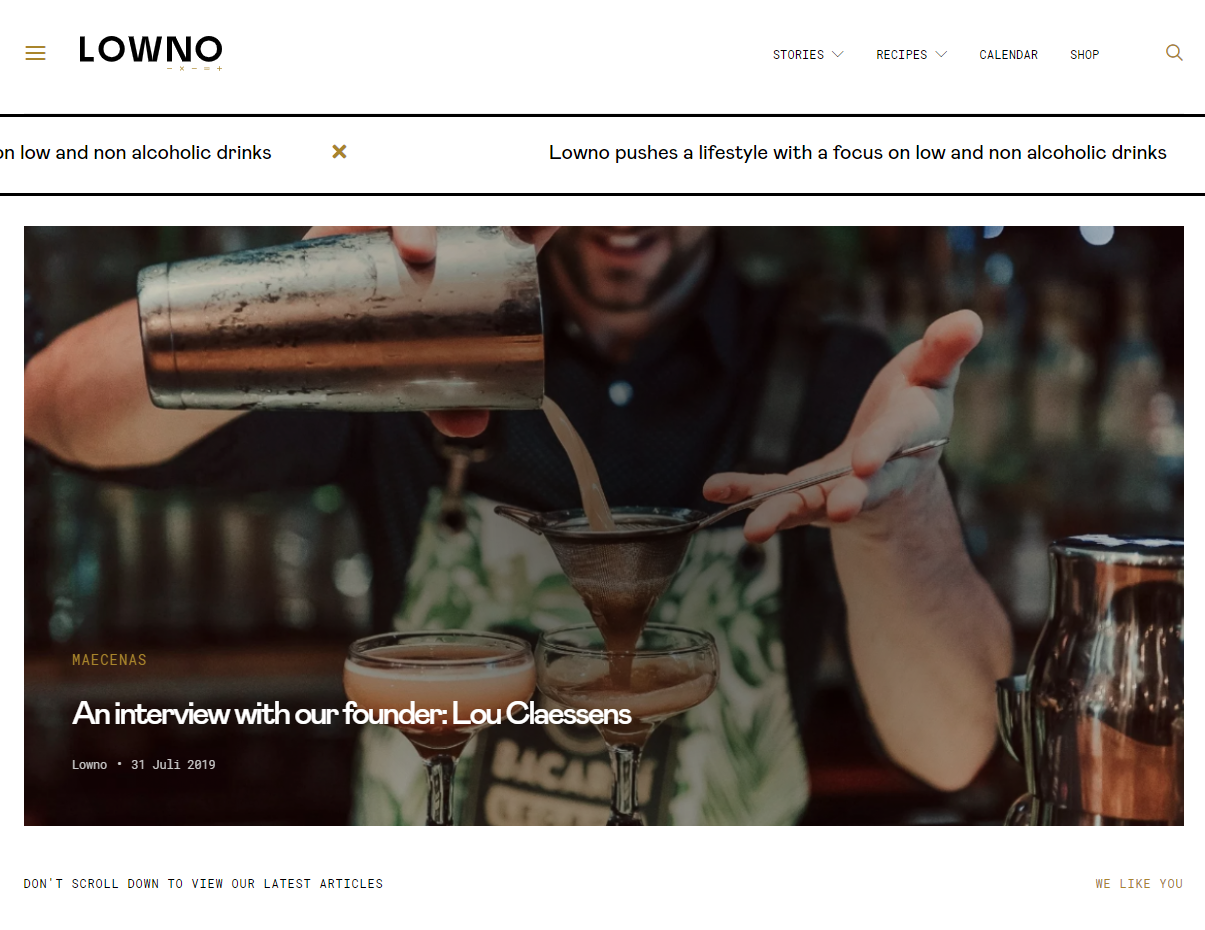 LOWNO
STORIES
RECIPES
CALENDAR
SHOP
on low and non alcoholic drinks
Lowno pushes a lifestyle with a focus on low and non alcoholic drinks
MAECENAS
An interview with our founder: Lou Claessens
Lowno • 31 Juli 2019
DON'T SCROLL DOWN TO VIEW OUR LATEST ARTICLES
WE LIKE YOU